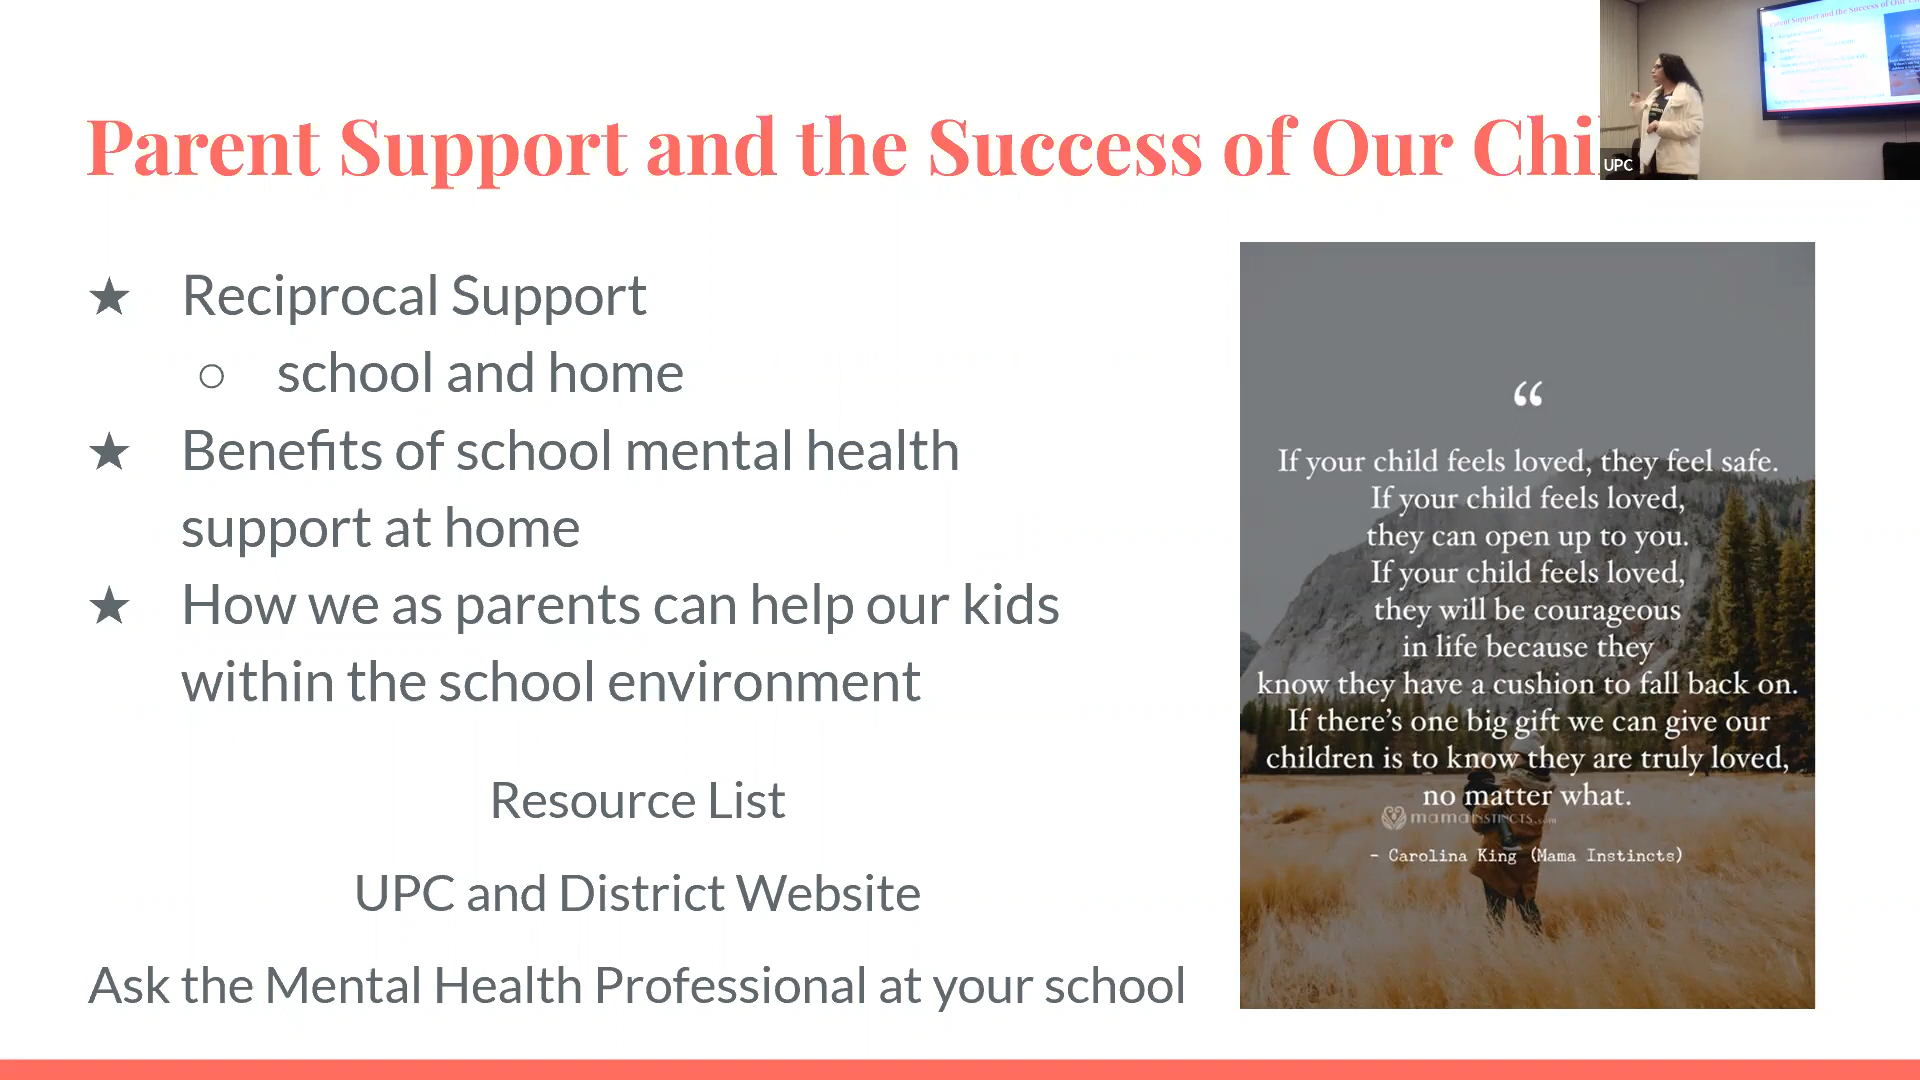 Parent Support and the Success of Our Chi
UPC
★ Reciprocal Support
○ school and home
★ Benefits of school mental health
support at home
★ How we as parents can help our kids
within the school environment
Resource List
UPC and District Website
Ask the Mental Health Professional at your school
“
If your child feels loved, they feel safe.
If your child feels loved,
they can open up to you.
If your child feels loved,
they will be courageous
in life because they
know they have a cushion to fall back on.
If there’s one big gift we can give our
children is to know they are truly loved,
no matter what.
mamaINSTINCTS.com
- Carolina King (Mama Instincts)